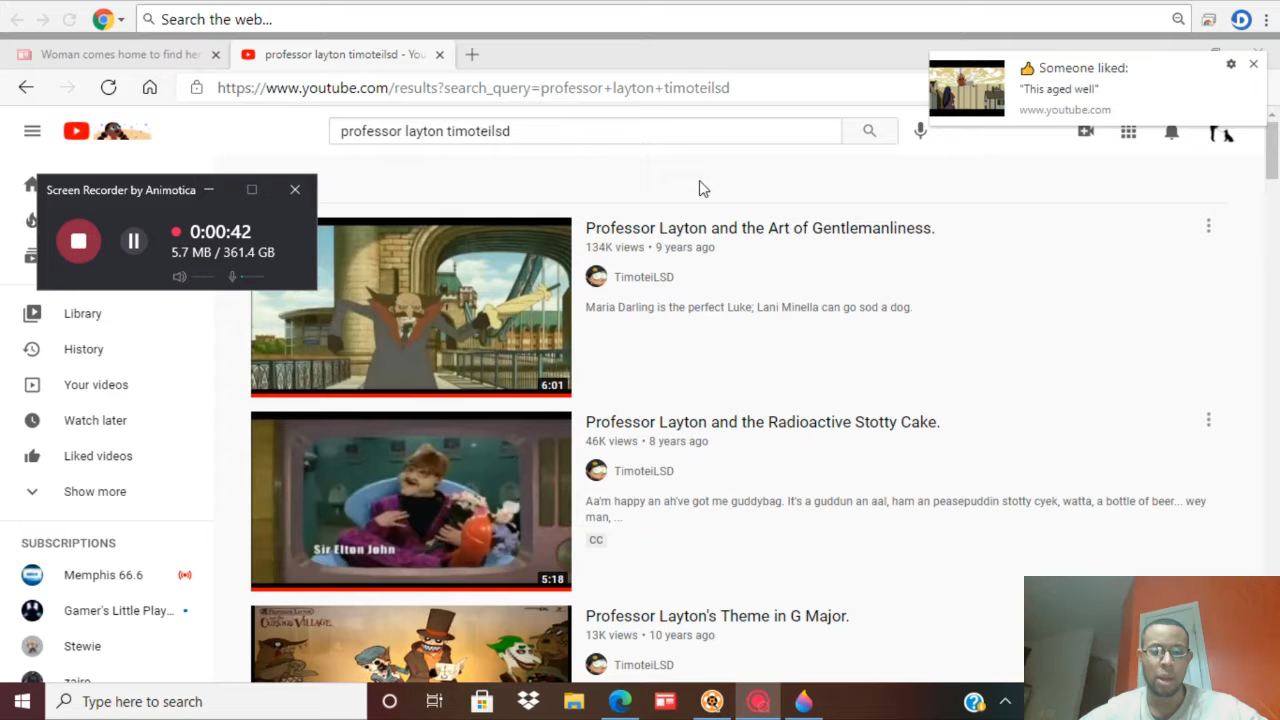 Search the web...
Woman comes home to find her
professor layton timoteilsd - You
https://www.youtube.com/results?search_query=professor+layton+timoteilsd
Someone liked:
"This aged well"
www.youtube.com
professor layton timoteilsd
Screen Recorder by Animotica
0:00:42
5.7 MB / 361.4 GB
Library
History
Your videos
Watch later
Liked videos
Show more
SUBSCRIPTIONS
Memphis 66.6
Gamer's Little Play...
Stewie
zaire
6:01
Professor Layton and the Art of Gentlemanliness.
134K views • 9 years ago
TimoteiLSD
Maria Darling is the perfect Luke; Lani Minella can go sod a dog.
Sir Elton John
5:18
Professor Layton and the Radioactive Stotty Cake.
46K views • 8 years ago
TimoteiLSD
Aa'm happy an ah've got me guddybag. It's a guddun an aal, ham an peasepuddin stotty cyek, watta, a bottle of beer... wey
man, ...
CC
Professor Layton's Theme in G Major.
13K views • 10 years ago
TimoteiLSD
Type here to search